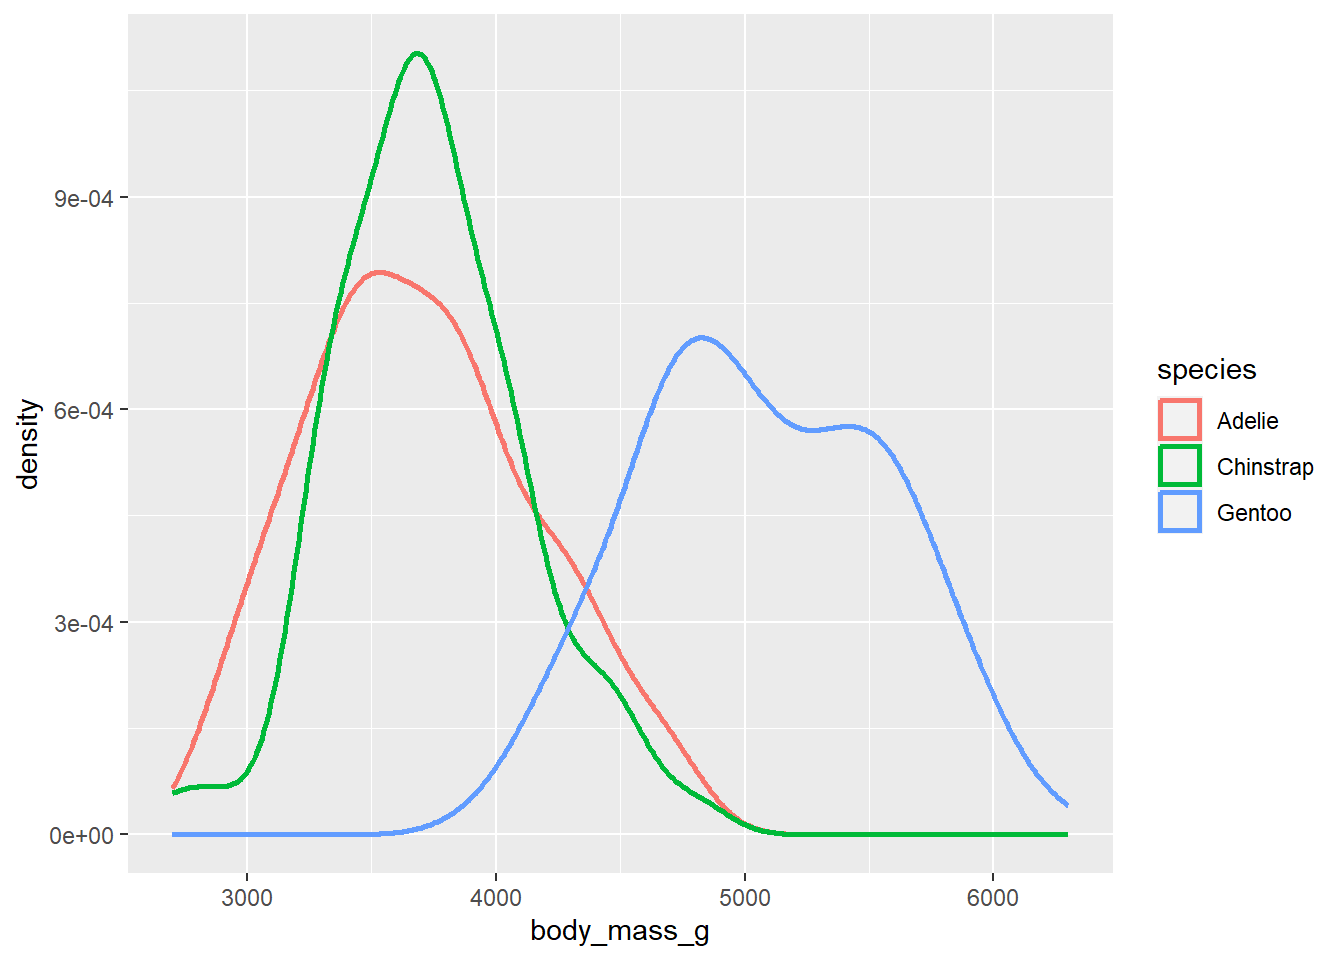 density
9e-04
6e-04
3e-04
0e+00
3000 4000 5000 6000
body_mass_g
species
Adelie
Chinstrap
Gentoo